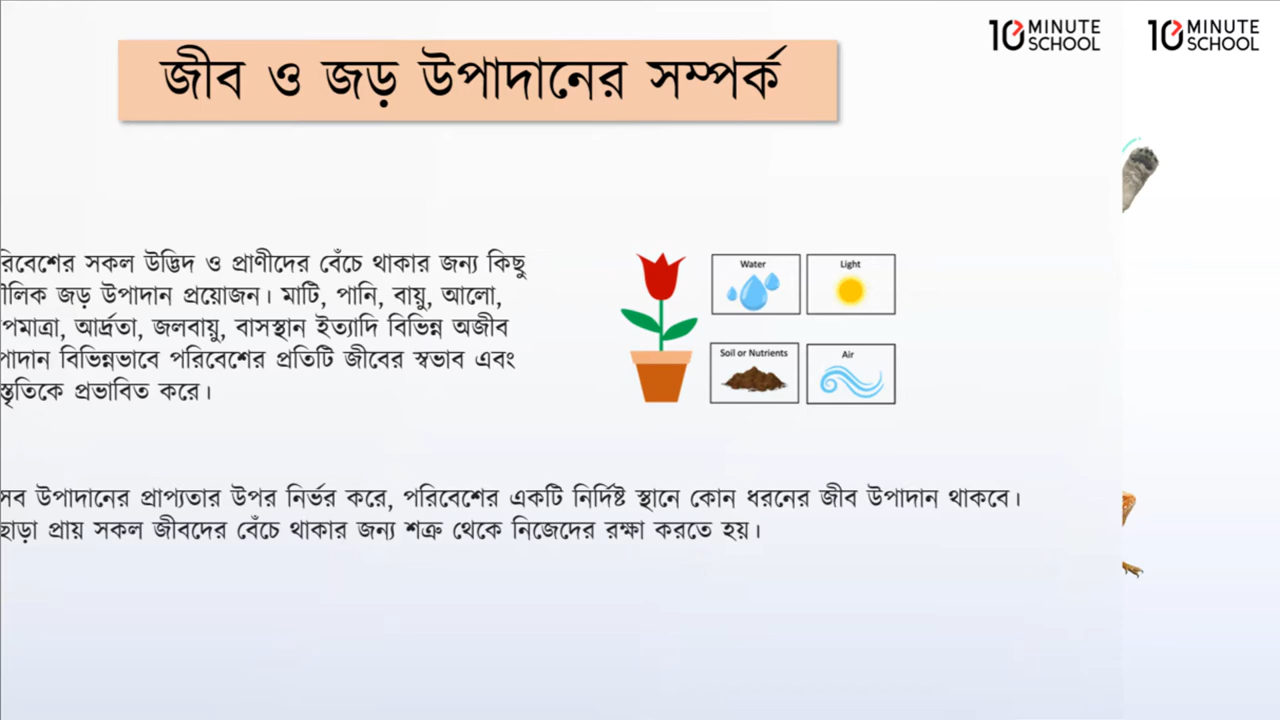 10 MINUTE SCHOOL
10 MINUTE SCHOOL
জীব ও জড় উপাদানের সম্পর্ক
রিবেশের সকল উদ্ভিদ ও প্রাণীদের বেঁচে থাকার জন্য কিছু
লিক জড় উপাদান প্রয়োজন। মাটি, পানি, বায়ু, আলো,
পমাত্রা, আর্দ্রতা, জলবায়ু, বাসস্থান ইত্যাদি বিভিন্ন অজীব
পাদান বিভিন্নভাবে পরিবেশের প্রতিটি জীবের স্বভাব এবং
স্তৃতিকে প্রভাবিত করে।
Water
Light
Soil or Nutrients
Air
সব উপাদানের প্রাপ্যতার উপর নির্ভর করে, পরিবেশের একটি নির্দিষ্ট স্থানে কোন ধরনের জীব উপাদান থাকবে।
ছাড়া প্রায় সকল জীবদের বেঁচে থাকার জন্য শত্রু থেকে নিজেদের রক্ষা করতে হয়।